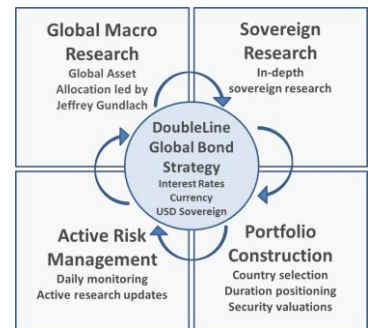 Global Macro
Research
Global Asset
Allocation led by
Jeffrey Gundlach
Sovereign
Research
In-depth
sovereign research
DoubleLine
Global Bond
Strategy
Interest Rates
Currency
USD Sovereign
Active Risk
Management
Daily monitoring
Active research updates
Portfolio
Construction
Country selection
Duration positioning
Security valuations